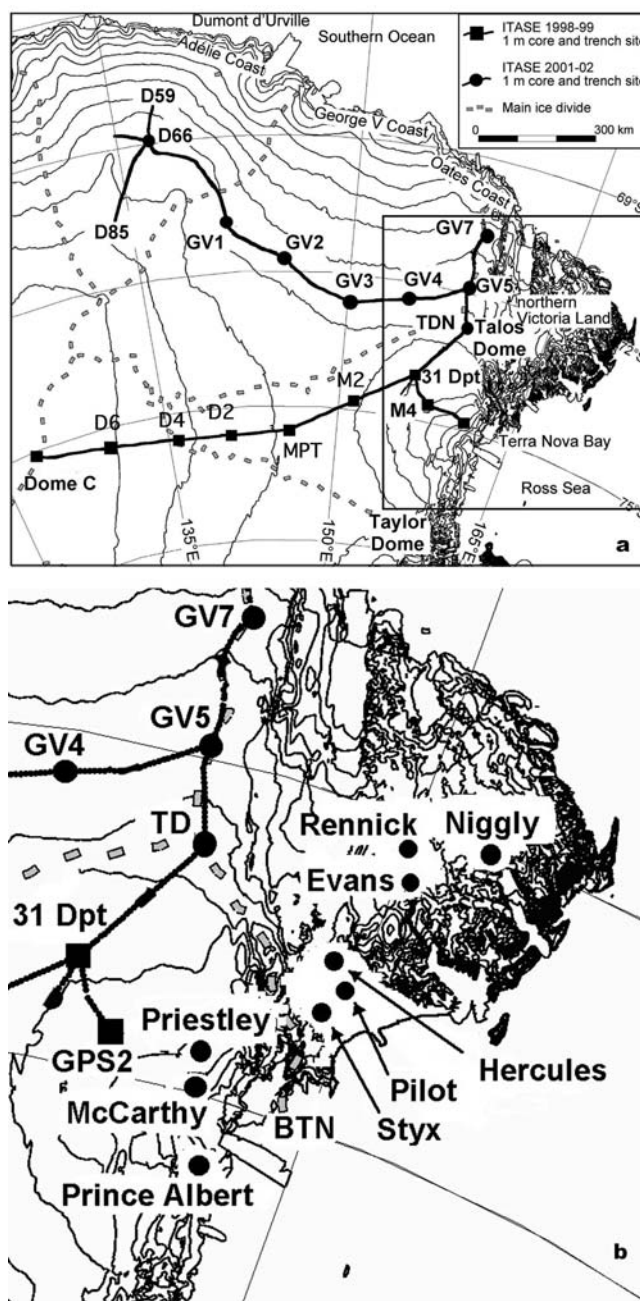 Dumont d'Urville
Southern Ocean
Adélie Coast
ITASE 1998-99
1 m core and trench site
ITASE 2001-02
1 m core and trench site
Main ice divide
0 300 km
D59
D66
George V Coast
Oates Coast
69°S
D85
GV1
GV2
GV7
GV3
GV4
GV5
northern
Victoria Land
TDN
Talos
Dome
72°S
31 Dpt
M2
M4
D6
D4
D2
MPT
Dome C
Terra Nova Bay
Ross Sea
135°E
150°E
165°E
75°S
Taylor
Dome
a
GV7
GV5
GV4
TD
Rennick
Niggly
Evans
31 Dpt
Priestley
GPS2
Hercules
McCarthy
Pilot
BTN
Styx
Prince Albert
b